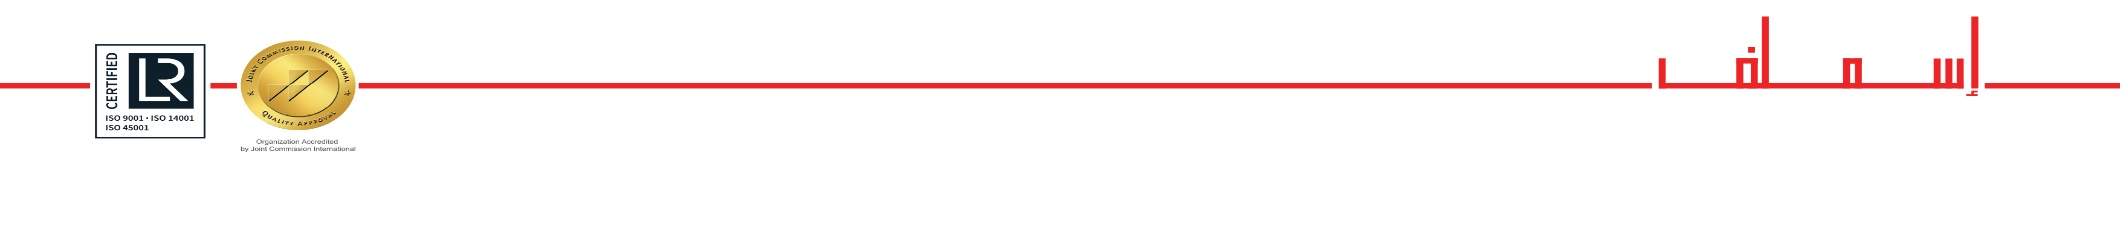 CERTIFIED
LR
ISO 9001 · ISO 14001
ISO 45001
JOINT COMMISSION INTERNATIONAL
QUALITY APPROVAL
Organization Accredited
by Joint Commission International
إسعاف